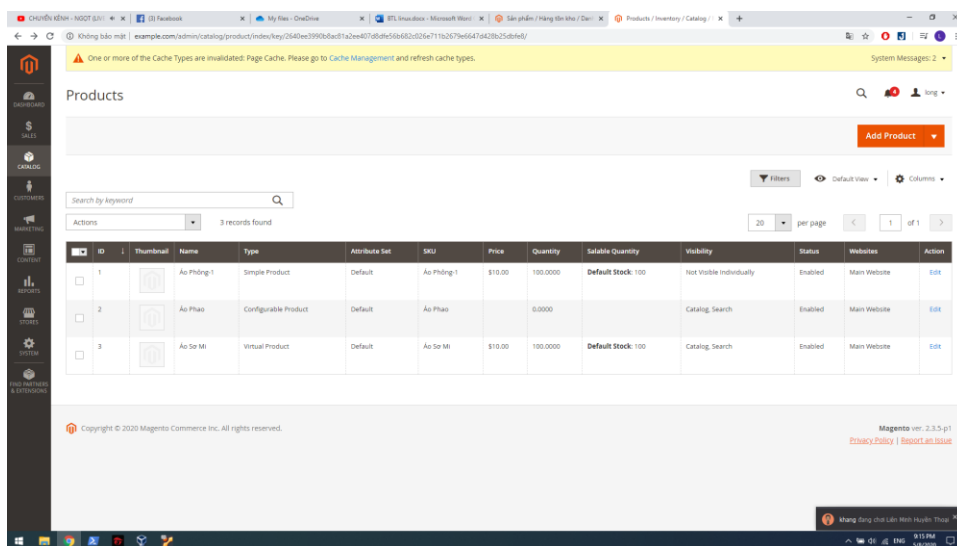 CHUYỆN KÊNH - NGOT (LIV
(3) Facebook
My files - OneDrive
BTL linux.docx - Microsoft Word
Sản phẩm / Hàng tồn kho / Dan
Products / Inventory / Catalog /
Không bảo mật | example.com/admin/catalog/product/index/key/2640ee3990b8ac81a2ee407d8dfe56b682c026e711b2679e6647d428b25dbfe8/
One or more of the Cache Types are invalidated: Page Cache. Please go to Cache Management and refresh cache types.
System Messages: 2
DASHBOARD
SALES
CATALOG
CUSTOMERS
MARKETING
CONTENT
REPORTS
STORES
SYSTEM
FIND PARTNERS
& EXTENSIONS
Products
4
long
Add Product
Filters
Default View
Columns
Search by keyword
Actions
3 records found
20 per page
1 of 1
ID Thumbnail Name Type Attribute Set SKU Price Quantity Salable Quantity Visibility Status Websites Action
1 Áo Phông-1 Simple Product Default Áo Phông-1 $10.00 100.0000 Default Stock: 100 Not Visible Individually Enabled Main Website Edit
2 Áo Phao Configurable Product Default Áo Phao 0.0000 Catalog, Search Enabled Main Website Edit
3 Áo Sơ Mi Virtual Product Default Áo Sơ Mi $10.00 100.0000 Default Stock: 100 Catalog, Search Enabled Main Website Edit
Copyright © 2020 Magento Commerce Inc. All rights reserved.
Magento ver. 2.3.5-p1
Privacy Policy | Report an Issue
khang đang chơi Liên Minh Huyền Thoại
ENG
9:15 PM
5/8/2020